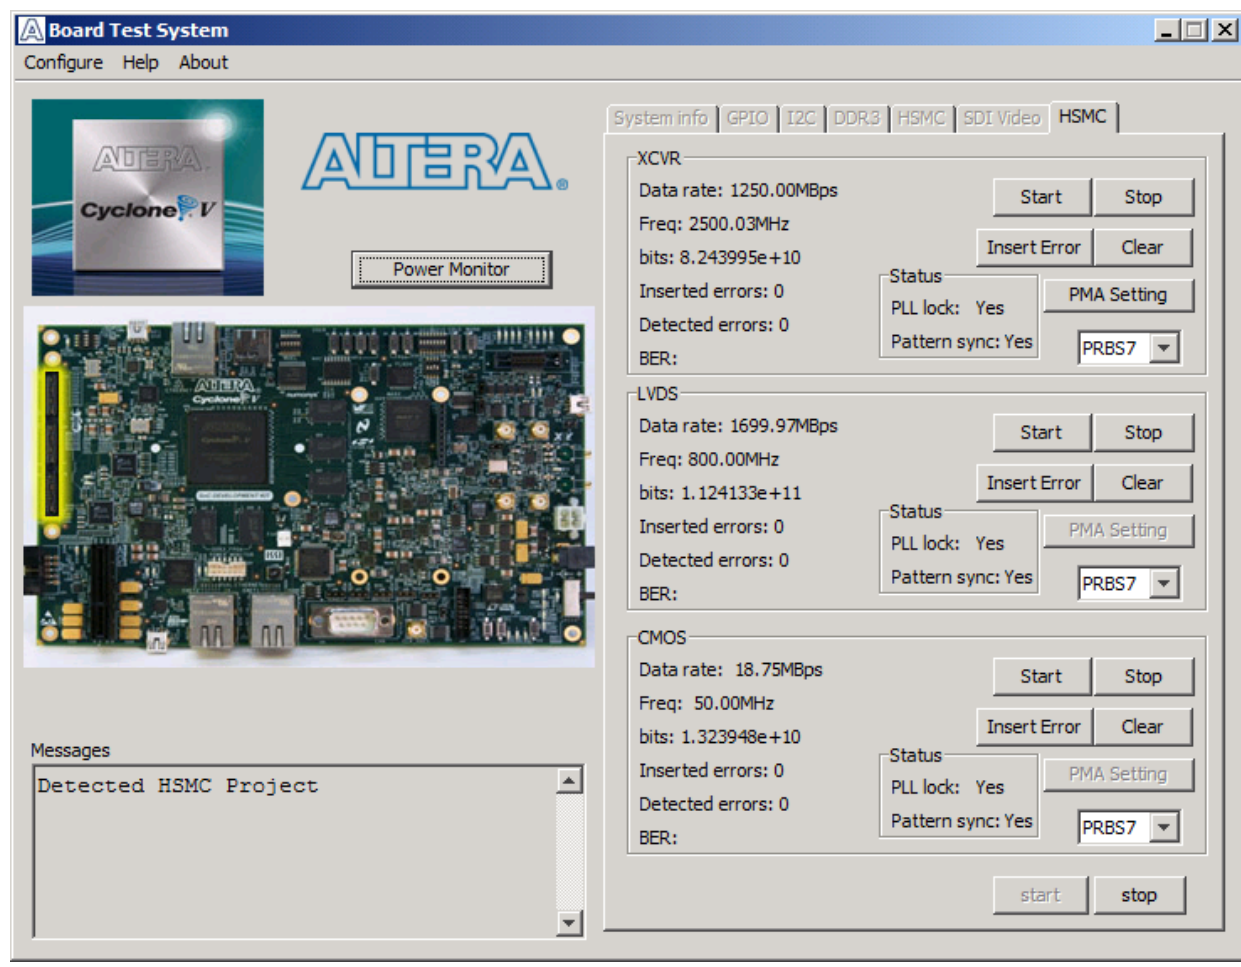 Board Test System
Configure Help About
ALTERA.
Cyclone V
ALTERA®
Power Monitor
ALTERA
Cyclone V
Messages
Detected HSMC Project
System info GPIO I2C DDR3 HSMC SDI Video HSMC
XCVR
Data rate: 1250.00MBps
Start Stop
Freq: 2500.03MHz
Insert Error Clear
bits: 8.243995e+10
Status
Inserted errors: 0
PLL lock: Yes
PMA Setting
Detected errors: 0
Pattern sync: Yes
PRBS7
BER:
LVDS
Data rate: 1699.97MBps
Start Stop
Freq: 800.00MHz
Insert Error Clear
bits: 1.124133e+11
Status
Inserted errors: 0
PLL lock: Yes
PMA Setting
Detected errors: 0
Pattern sync: Yes
PRBS7
BER:
CMOS
Data rate: 18.75MBps
Start Stop
Freq: 50.00MHz
Insert Error Clear
bits: 1.323948e+10
Status
Inserted errors: 0
PLL lock: Yes
PMA Setting
Detected errors: 0
Pattern sync: Yes
PRBS7
BER:
start stop